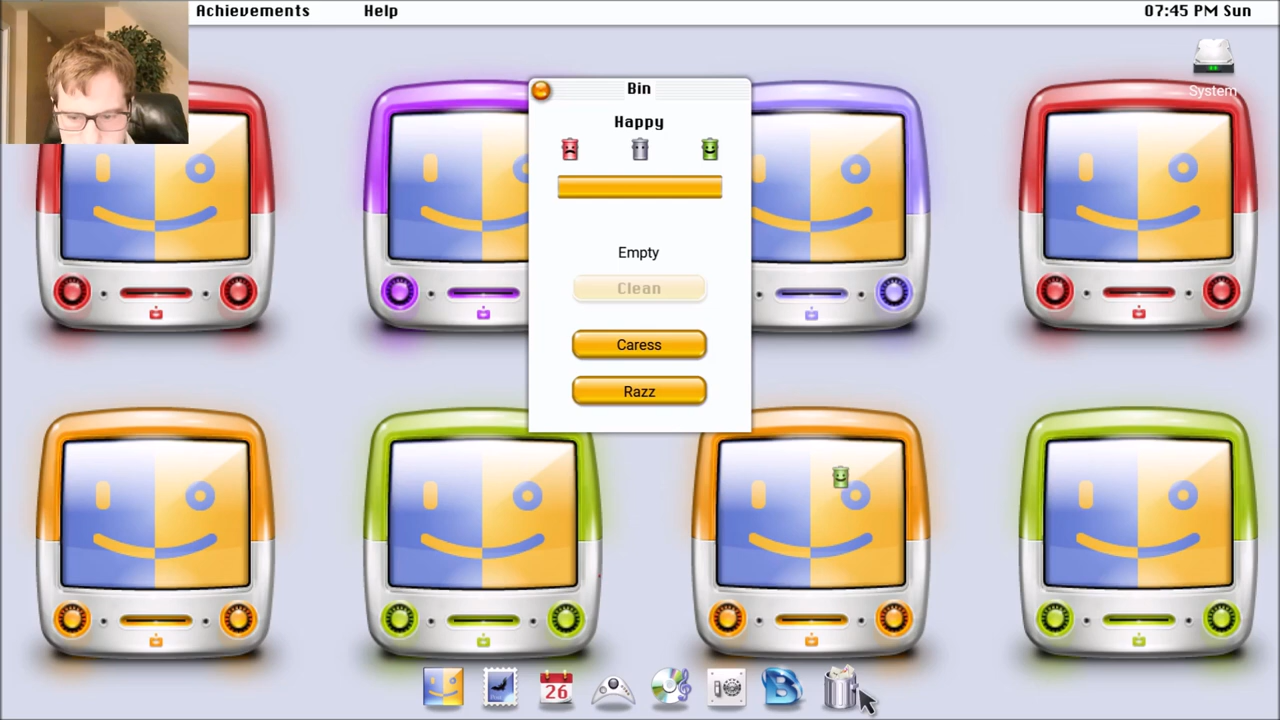 Achievements Help 07:45 PM Sun
System
Bin
Happy
Empty
Clean
Caress
Razz
26
B